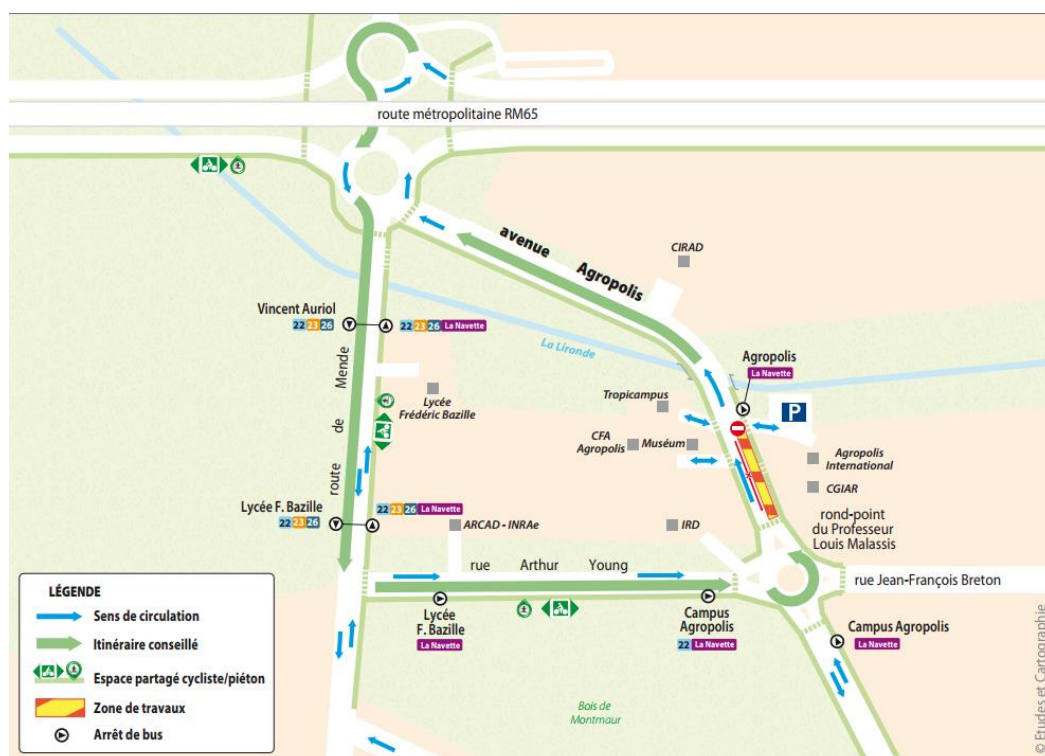 route métropolitaine RM65
avenue Agropolis
CIRAD
Vincent Auriol
22 23 26
22 23 26 La Navette
La Lironde
Agropolis
La Navette
route de Mende
Lycée
Frédéric Bazille
Tropicampus
P
CFA
Agropolis
Muséum
Agropolis
International
CGIAR
Lycée F. Bazille
22 23 26
22 23 26 La Navette
ARCAD - INRAe
IRD
rond-point
du Professeur
Louis Malassis
rue Arthur Young
rue Jean-François Breton
Lycée
F. Bazille
La Navette
Campus
Agropolis
22 La Navette
Campus Agropolis
La Navette
Bois de
Montmaur
LÉGENDE
Sens de circulation
Itinéraire conseillé
Espace partagé cycliste/piéton
Zone de travaux
Arrêt de bus
© Etudes et Cartographie